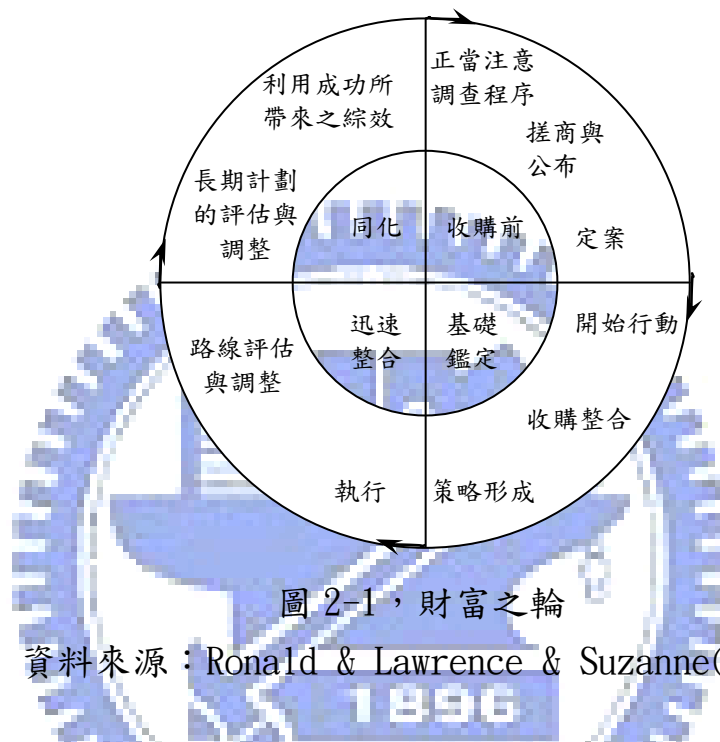 利用成功所
帶來之綜效
正當注意
調查程序
搓商與
公布
長期計劃
的評估與
調整
同化
收購前
定案
迅速
整合
基礎
鑑定
開始行動
路線評估
與調整
收購整合
執行
策略形成
圖 2-1，財富之輪
資料來源：Ronald & Lawrence & Suzanne(
1896